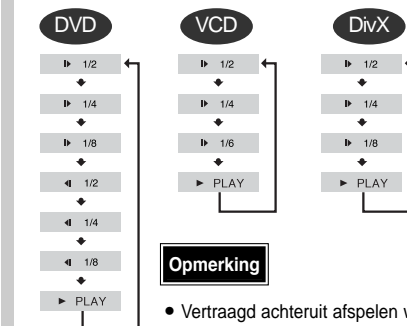 DVD
VCD
DivX
1/2
1/4
1/8
1/2
1/4
1/8
PLAY
1/2
1/4
1/6
PLAY
1/2
1/4
1/8
PLAY
Opmerking
• Vertraagd achteruit afspelen